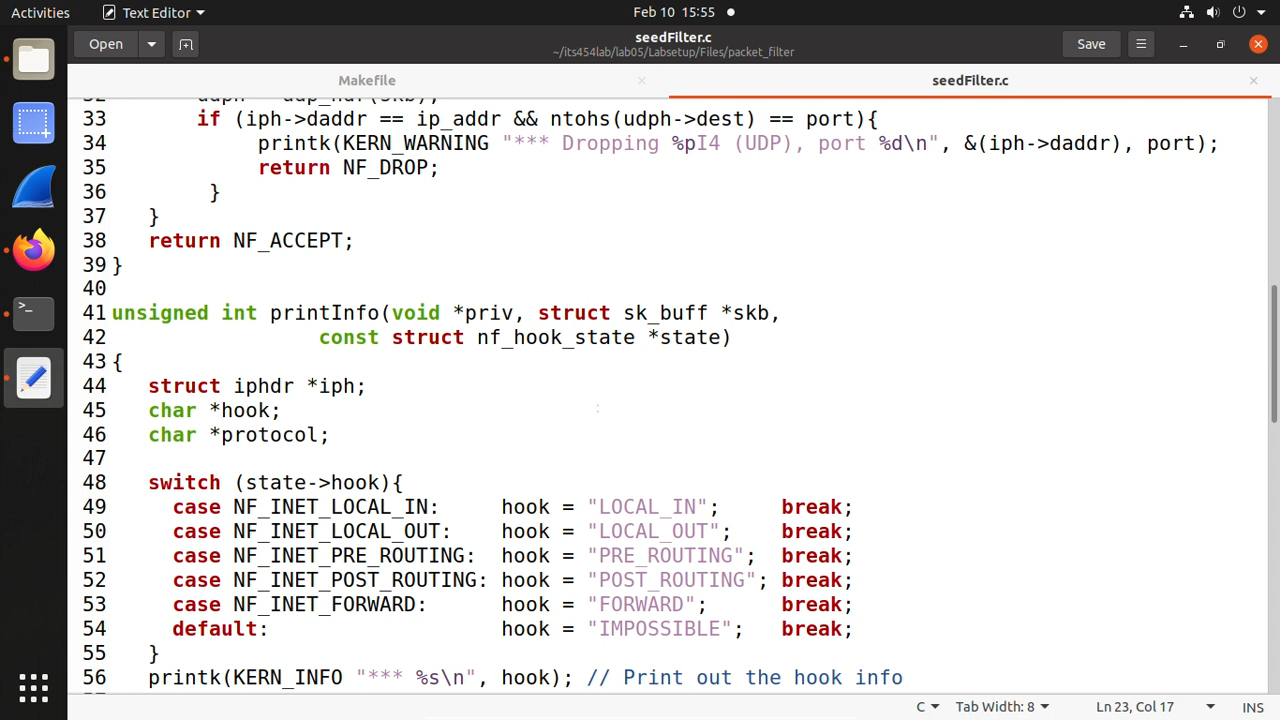 Activities Text Editor Feb 10 15:55
Open seedFilter.c Save
~/its454lab/lab05/Labsetup/Files/packet_filter
Makefile seedFilter.c
33 if (iph->daddr == ip_addr && ntohs(udph->dest) == port){
34 printk(KERN_WARNING "*** Dropping %pI4 (UDP), port %d\n", &(iph->daddr), port);
35 return NF_DROP;
36 }
37 }
38 return NF_ACCEPT;
39 }
40
41 unsigned int printInfo(void *priv, struct sk_buff *skb,
42 const struct nf_hook_state *state)
43 {
44 struct iphdr *iph;
45 char *hook;
46 char *protocol;
47
48 switch (state->hook){
49 case NF_INET_LOCAL_IN: hook = "LOCAL_IN"; break;
50 case NF_INET_LOCAL_OUT: hook = "LOCAL_OUT"; break;
51 case NF_INET_PRE_ROUTING: hook = "PRE_ROUTING"; break;
52 case NF_INET_POST_ROUTING: hook = "POST_ROUTING"; break;
53 case NF_INET_FORWARD: hook = "FORWARD"; break;
54 default: hook = "IMPOSSIBLE"; break;
55 }
56 printk(KERN_INFO "*** %s\n", hook); // Print out the hook info
C Tab Width: 8 Ln 23, Col 17 INS